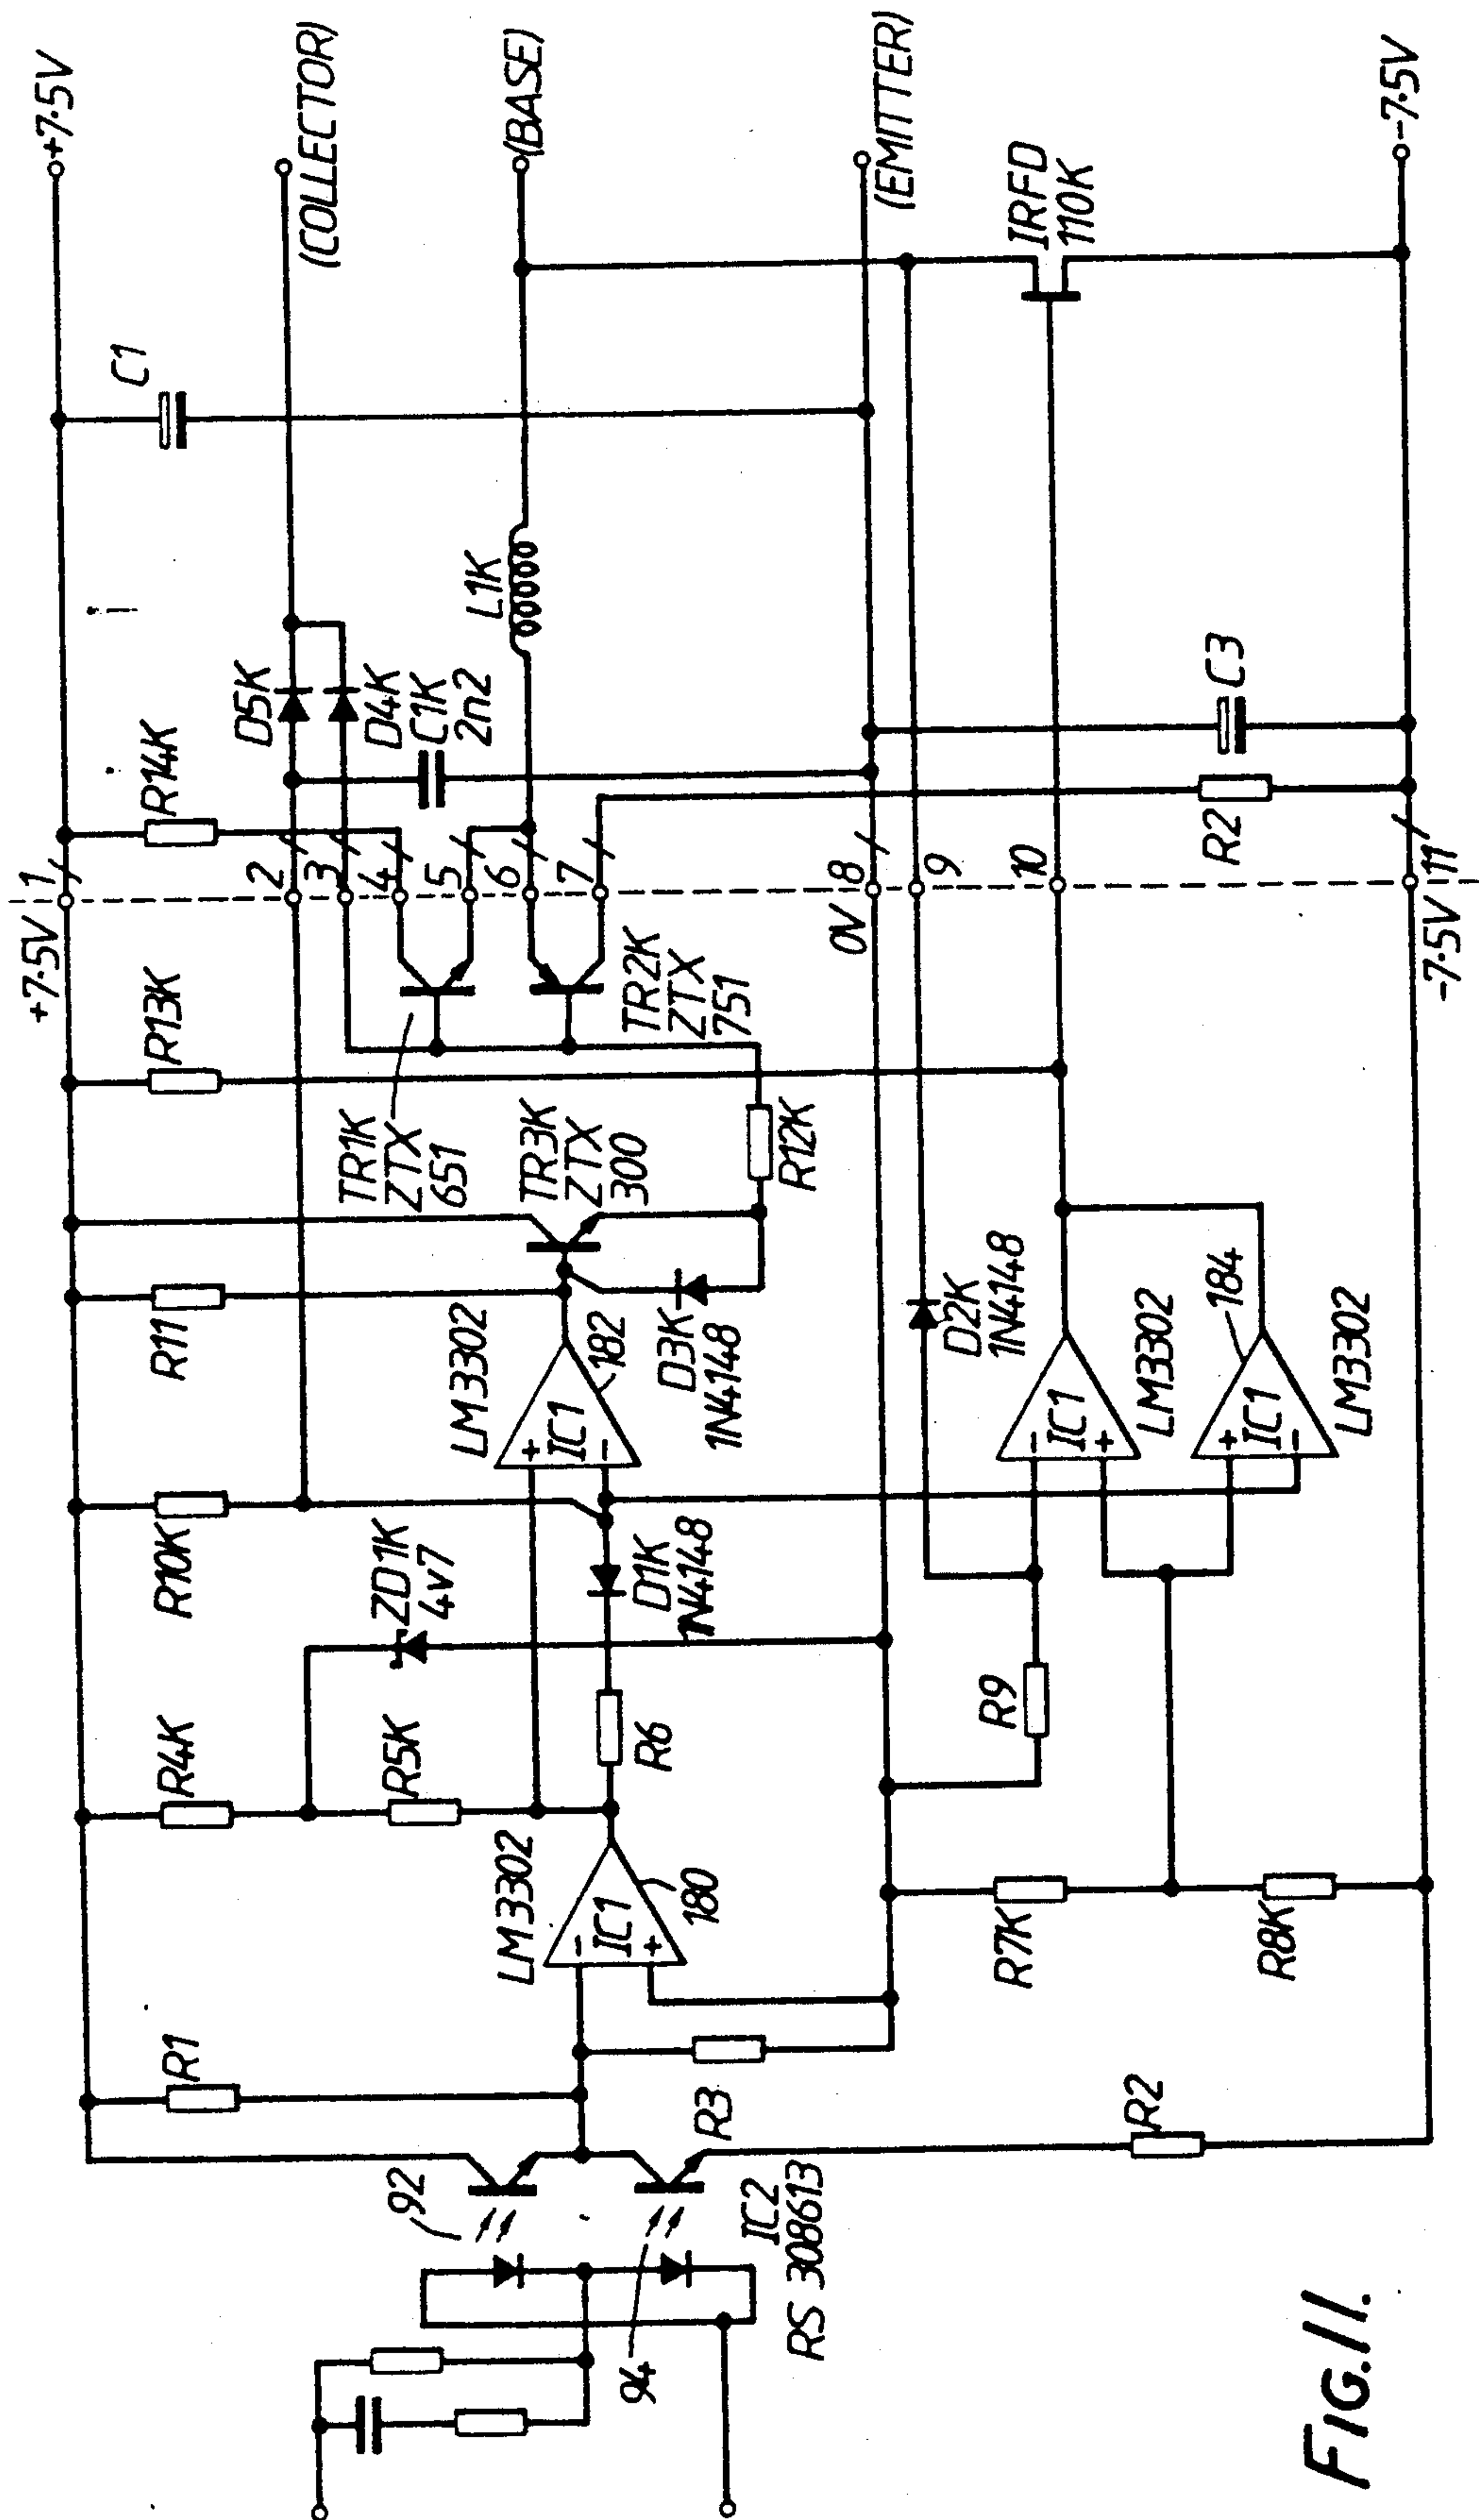 +7·5V
(COLLECTOR)
(BASE)
(EMITTER)
-7·5V
C1
L1K
IRFD
110K
C3
R14K
D5K
D4K
C1K
2n2
R2
1
2
3
4
5
6
7
8
9
10
11
+7·5V
0V
-7·5V
R13K
TR1K
ZTX
651
TR2K
ZTX
751
TR3K
ZTX
300
R12K
R11
LM3302
IC1
+
-
182
D3K
1N4148
D2K
1N4148
R10K
ZD1K
4v7
D1K
1N4148
IC1
-
+
LM3302
184
IC1
+
-
LM3302
R4K
R5K
R6
R9
LM3302
IC1
-
+
180
R7K
R8K
R1
R3
R2
92
94
IC2
RS 308613
FIG.11.